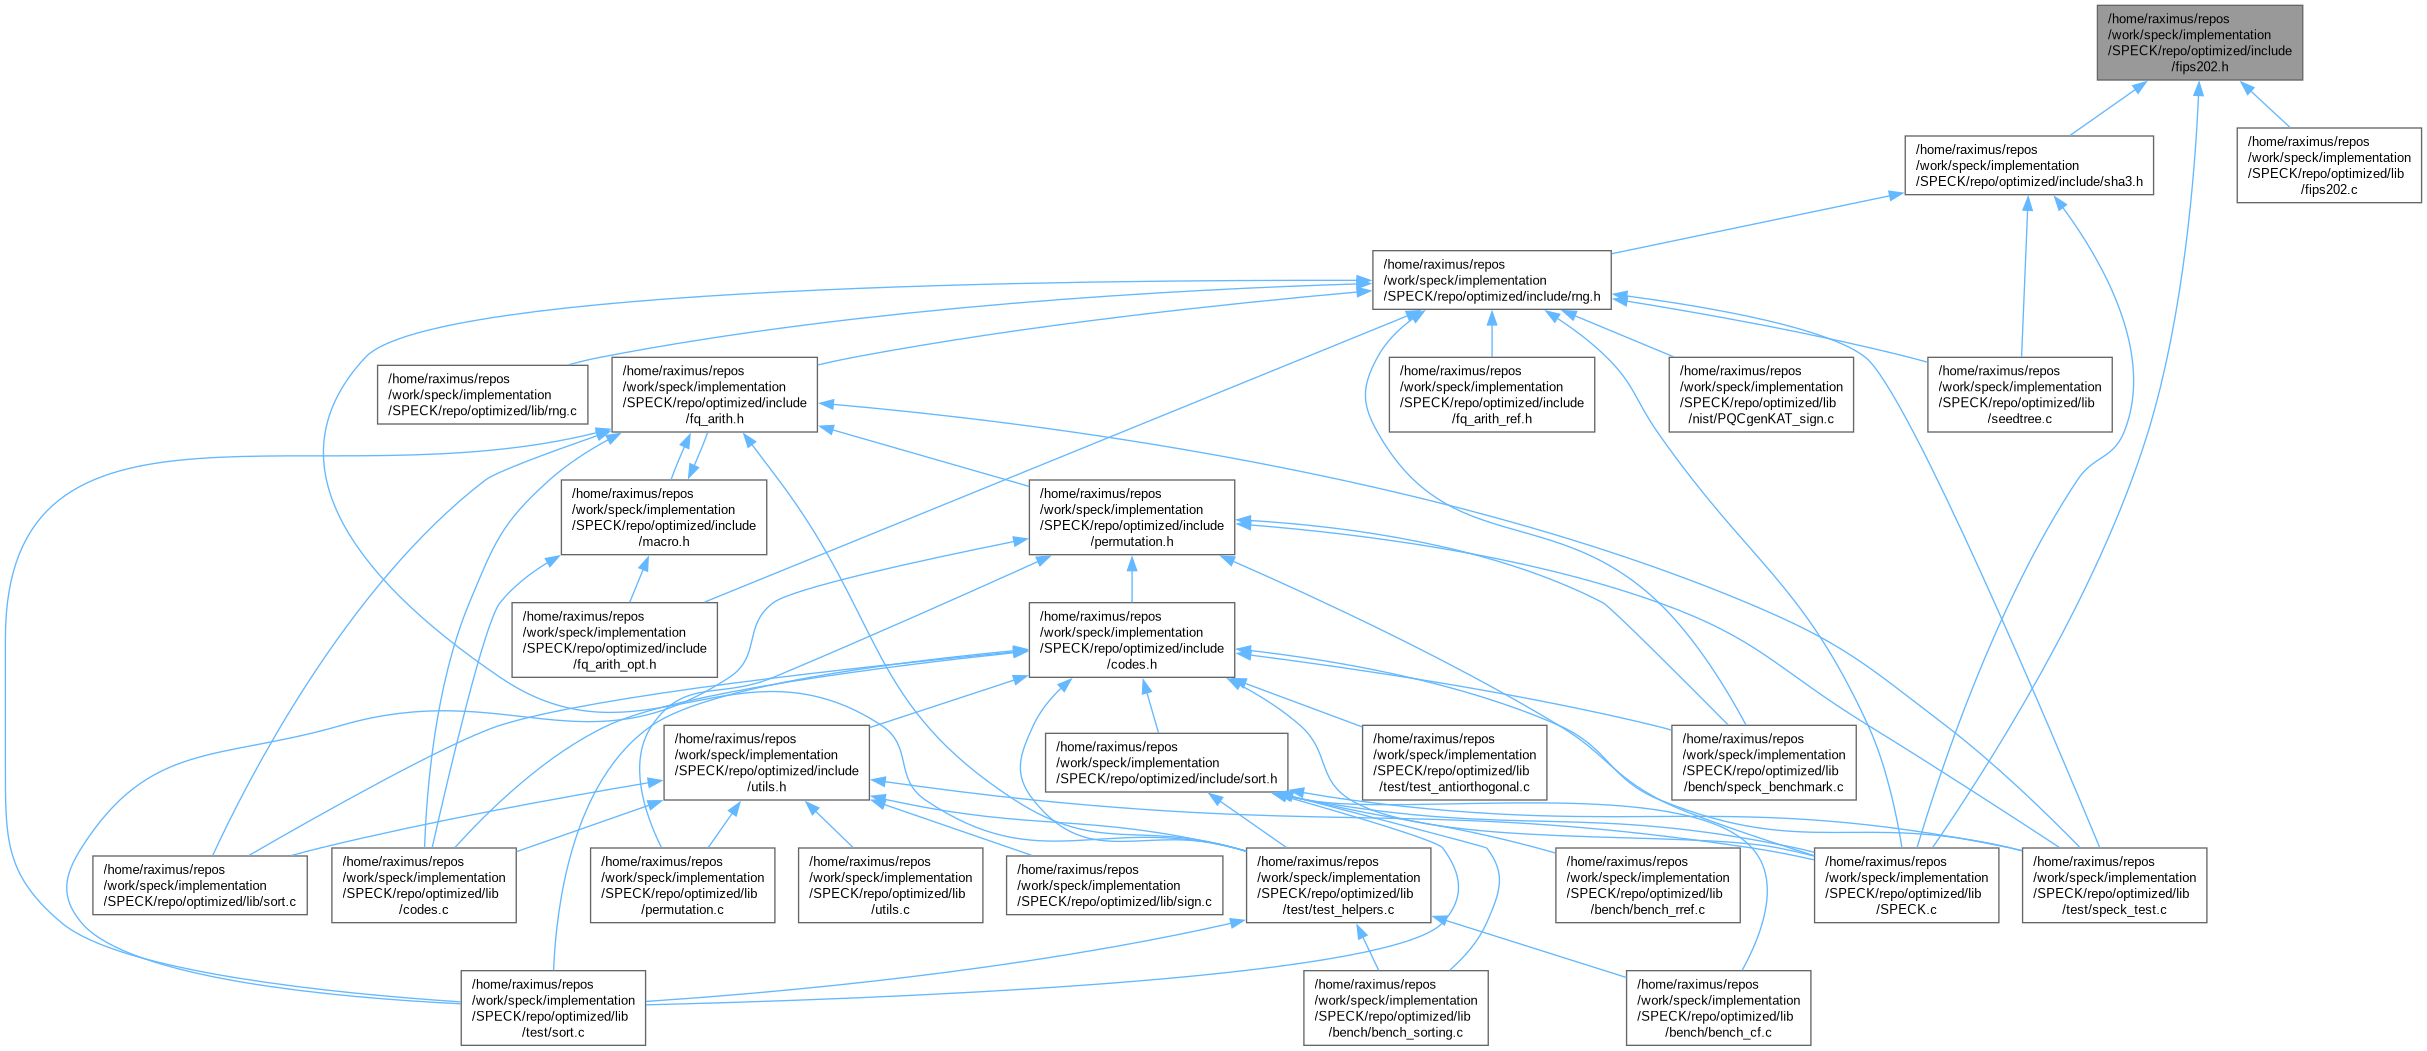 /home/raximus/repos
/work/speck/implementation
/SPECK/repo/optimized/include
/fips202.h
/home/raximus/repos
/work/speck/implementation
/SPECK/repo/optimized/include/sha3.h
/home/raximus/repos
/work/speck/implementation
/SPECK/repo/optimized/lib
/fips202.c
/home/raximus/repos
/work/speck/implementation
/SPECK/repo/optimized/include/rng.h
/home/raximus/repos
/work/speck/implementation
/SPECK/repo/optimized/lib/rng.c
/home/raximus/repos
/work/speck/implementation
/SPECK/repo/optimized/include
/fq_arith.h
/home/raximus/repos
/work/speck/implementation
/SPECK/repo/optimized/include
/fq_arith_ref.h
/home/raximus/repos
/work/speck/implementation
/SPECK/repo/optimized/lib
/nist/PQCgenKAT_sign.c
/home/raximus/repos
/work/speck/implementation
/SPECK/repo/optimized/lib
/seedtree.c
/home/raximus/repos
/work/speck/implementation
/SPECK/repo/optimized/include
/macro.h
/home/raximus/repos
/work/speck/implementation
/SPECK/repo/optimized/include
/permutation.h
/home/raximus/repos
/work/speck/implementation
/SPECK/repo/optimized/include
/fq_arith_opt.h
/home/raximus/repos
/work/speck/implementation
/SPECK/repo/optimized/include
/codes.h
/home/raximus/repos
/work/speck/implementation
/SPECK/repo/optimized/include
/utils.h
/home/raximus/repos
/work/speck/implementation
/SPECK/repo/optimized/include/sort.h
/home/raximus/repos
/work/speck/implementation
/SPECK/repo/optimized/lib
/test/test_antiorthogonal.c
/home/raximus/repos
/work/speck/implementation
/SPECK/repo/optimized/lib
/bench/speck_benchmark.c
/home/raximus/repos
/work/speck/implementation
/SPECK/repo/optimized/lib/sort.c
/home/raximus/repos
/work/speck/implementation
/SPECK/repo/optimized/lib
/codes.c
/home/raximus/repos
/work/speck/implementation
/SPECK/repo/optimized/lib
/permutation.c
/home/raximus/repos
/work/speck/implementation
/SPECK/repo/optimized/lib
/utils.c
/home/raximus/repos
/work/speck/implementation
/SPECK/repo/optimized/lib/sign.c
/home/raximus/repos
/work/speck/implementation
/SPECK/repo/optimized/lib
/test/test_helpers.c
/home/raximus/repos
/work/speck/implementation
/SPECK/repo/optimized/lib
/bench/bench_rref.c
/home/raximus/repos
/work/speck/implementation
/SPECK/repo/optimized/lib
/SPECK.c
/home/raximus/repos
/work/speck/implementation
/SPECK/repo/optimized/lib
/test/speck_test.c
/home/raximus/repos
/work/speck/implementation
/SPECK/repo/optimized/lib
/test/sort.c
/home/raximus/repos
/work/speck/implementation
/SPECK/repo/optimized/lib
/bench/bench_sorting.c
/home/raximus/repos
/work/speck/implementation
/SPECK/repo/optimized/lib
/bench/bench_cf.c